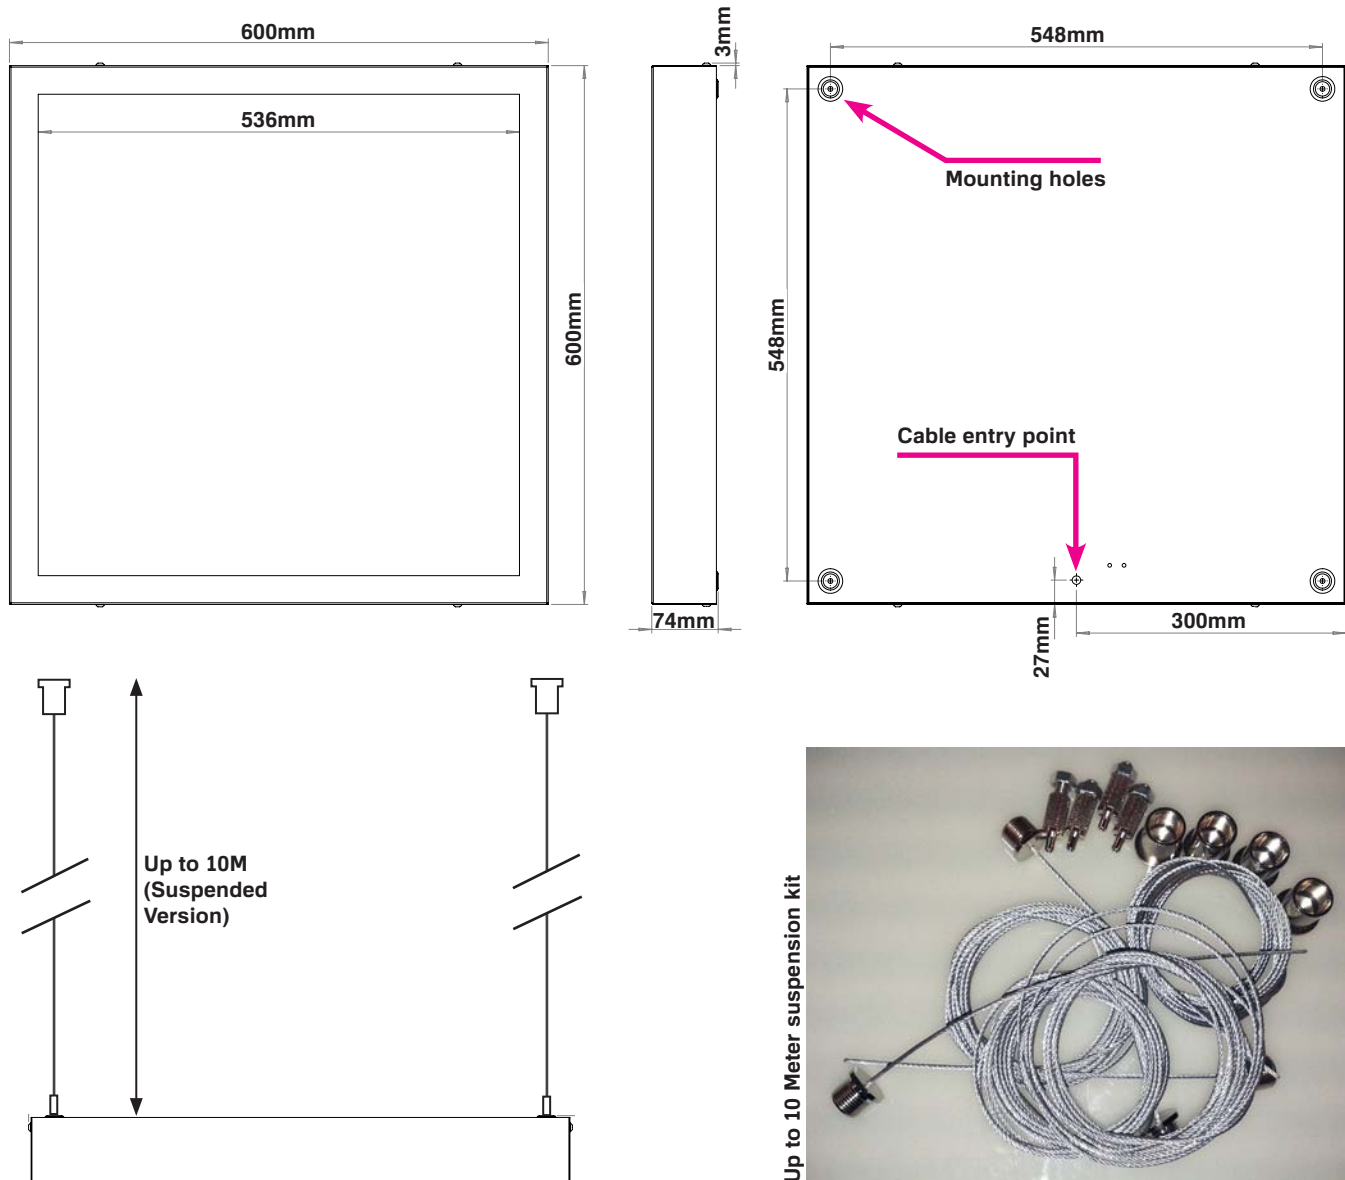 600mm
536mm
600mm
3mm
74mm
548mm
548mm
Mounting holes
Cable entry point
27mm
300mm
Up to 10M
(Suspended
Version)
Up to 10 Meter suspension kit